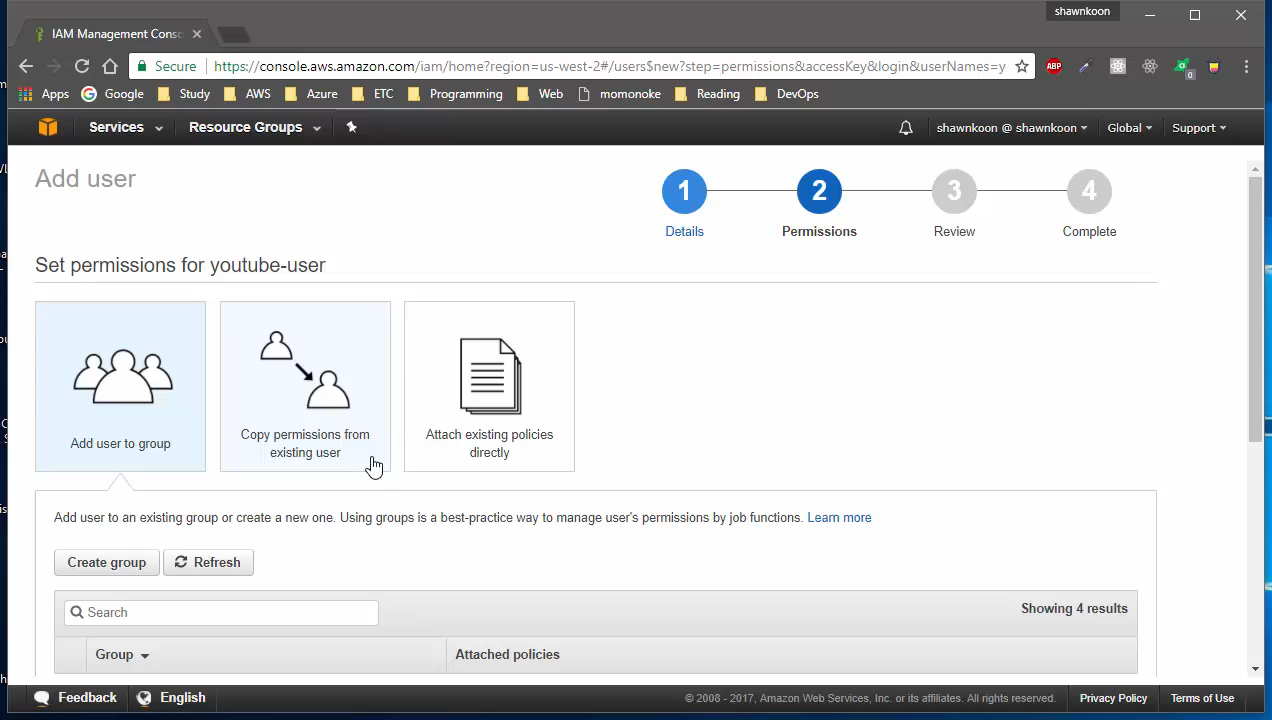 shawnkoon
IAM Management Conso
Secure
https://console.aws.amazon.com/iam/home?region=us-west-2#/users$new?step=permissions&accessKey&login&userNames=y
ABP
0
Apps
Google
Study
AWS
Azure
ETC
Programming
Web
momonoke
Reading
DevOps
Services
Resource Groups
shawnkoon @ shawnkoon
Global
Support
Add user
1
2
3
4
Details
Permissions
Review
Complete
Set permissions for youtube-user
Add user to group
Copy permissions from
existing user
Attach existing policies
directly
Add user to an existing group or create a new one. Using groups is a best-practice way to manage user's permissions by job functions. Learn more
Create group
Refresh
Search
Showing 4 results
Group
Attached policies
Feedback
English
© 2008 - 2017, Amazon Web Services, Inc. or its affiliates. All rights reserved.
Privacy Policy
Terms of Use